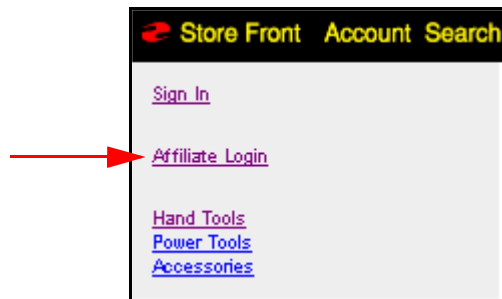 Store Front Account Search
Sign In
Affiliate Login
Hand Tools
Power Tools
Accessories